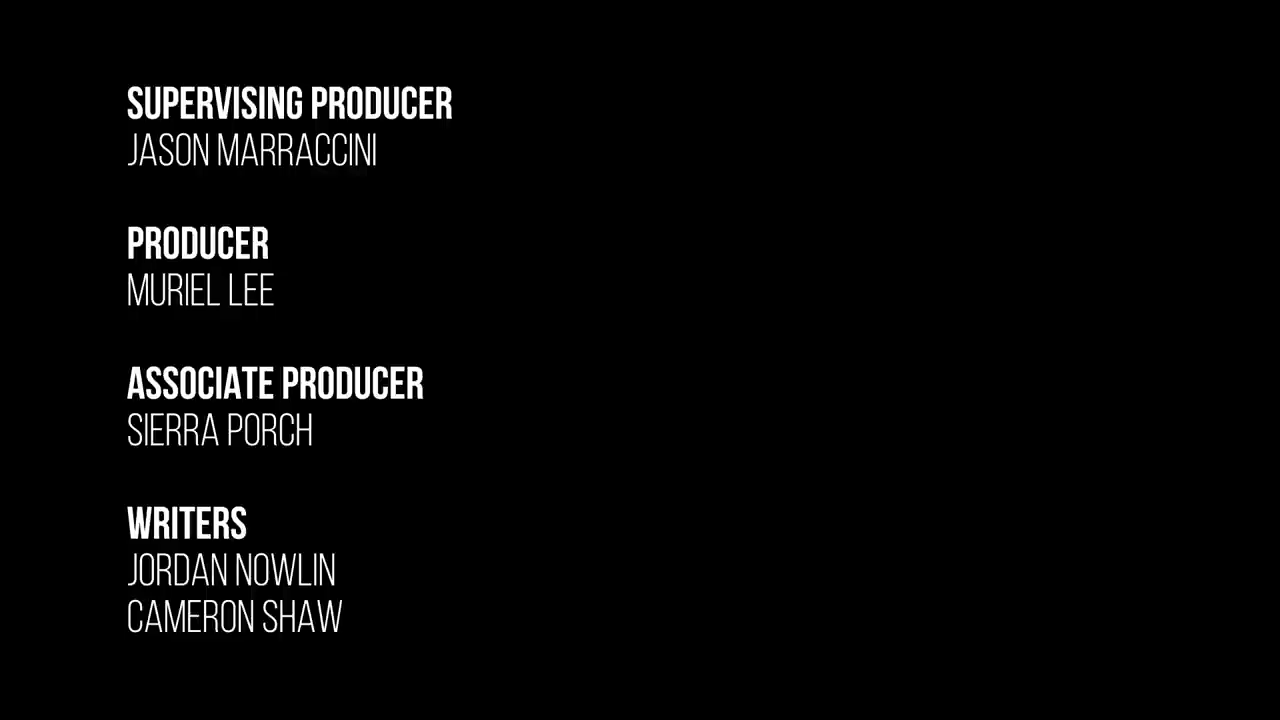 SUPERVISING PRODUCER
JASON MARRACCINI
PRODUCER
MURIEL LEE
ASSOCIATE PRODUCER
SIERRA PORCH
WRITERS
JORDAN NOWLIN
CAMERON SHAW